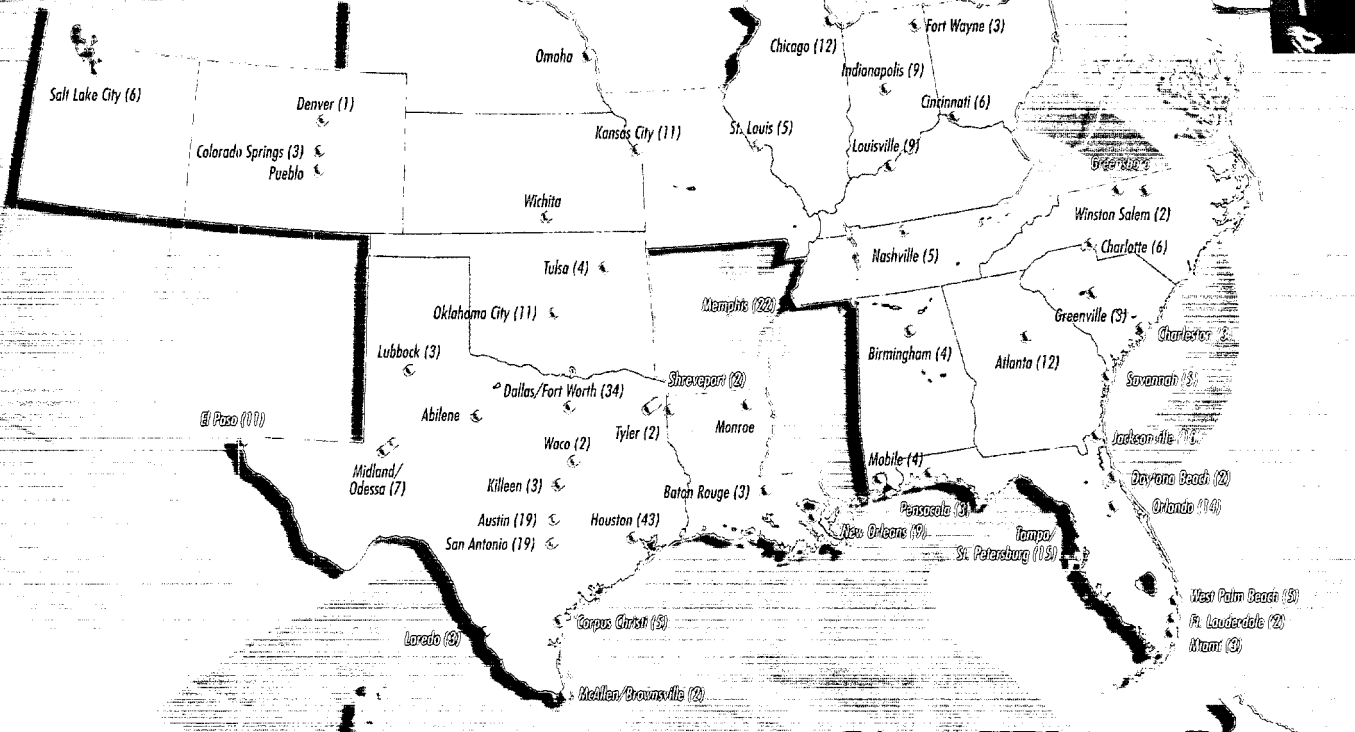 Fort Wayne (3)
Chicago (12)
Omaha
Indianapolis (9)
Salt Lake City (6)
Denver (1)
Cincinnati (6)
Kansas City (11)
St. Louis (5)
Louisville (9)
Colorado Springs (3)
Pueblo
Greensboro
Wichita
Winston Salem (2)
Charlotte (6)
Nashville (5)
Tulsa (4)
Memphis (22)
Oklahoma City (11)
Greenville (3)
Charleston (3
Lubbock (3)
Birmingham (4)
Atlanta (12)
Shreveport (2)
Savannah (5)
Dallas/Fort Worth (34)
Abilene
El Paso (11)
Tyler (2)
Monroe
Jacksonville
Waco (2)
Midland/
Odessa (7)
Mobile (4)
Daytona Beach (2)
Killeen (3)
Baton Rouge (3)
Pensacola
Orlando (14)
Austin (19)
Houston (43)
New Orleans (9)
Tampa/
St. Petersburg (15)
San Antonio (19)
West Palm Beach (5)
Corpus Christi (5)
Ft. Lauderdale (2)
Laredo (3)
Miami (3)
McAllen/Brownsville (2)